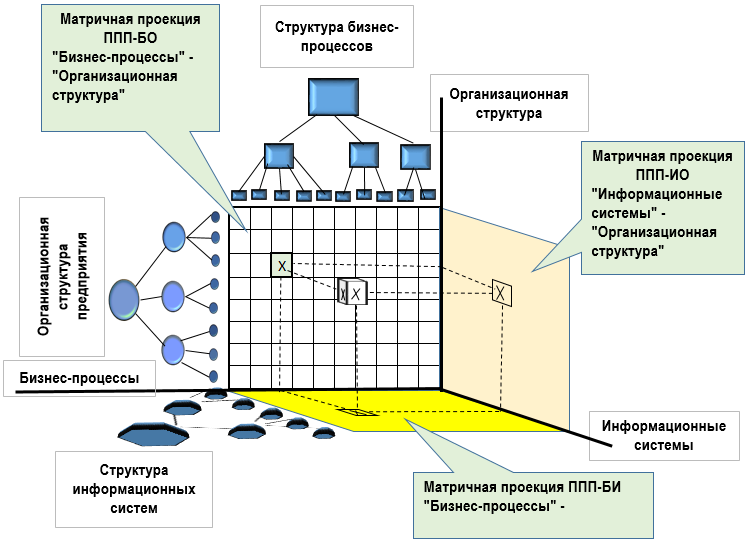 Матричная проекция
ППП-БО
"Бизнес-процессы" -
"Организационная
структура"
Структура бизнес-
процессов
Организационная
структура
Матричная проекция
ППП-ИО
"Информационные
системы" -
"Организационная
структура"
Организационная
структура
предприятия
X
X
X
X
Бизнес-процессы
Информационные
системы
Структура
информационных
систем
Матричная проекция ППП-БИ
"Бизнес-процессы" -